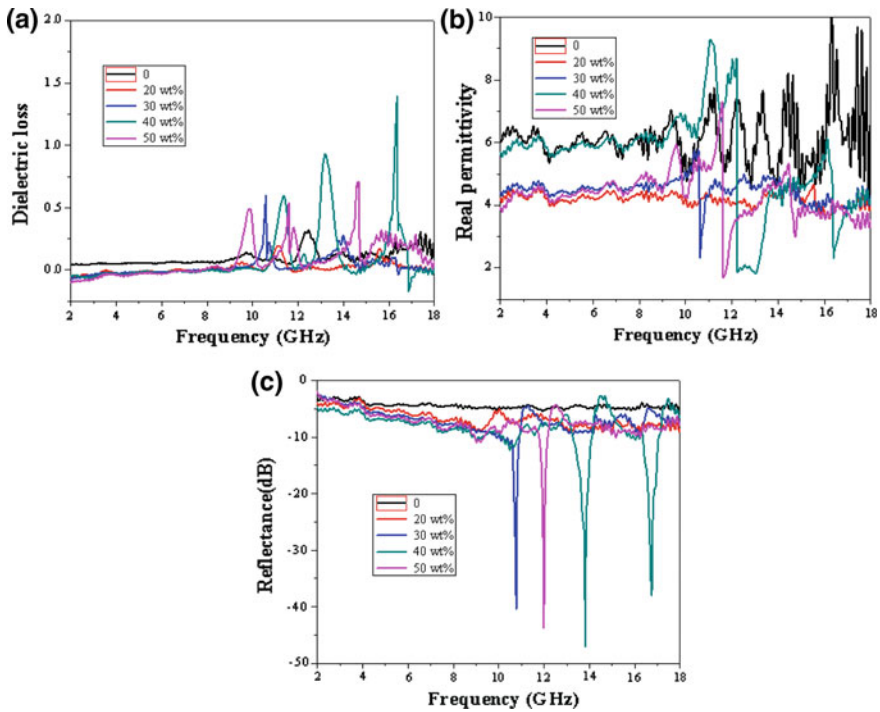 (a)
2.0
1.5
1.0
0.5
0.0
Dielectric loss
0
20 wt%
30 wt%
40 wt%
50 wt%
2 4 6 8 10 12 14 16 18
Frequency (GHz)
(b)
10
8
6
4
2
Real permittivity
0
20 wt%
30 wt%
40 wt%
50 wt%
2 4 6 8 10 12 14 16 18
Frequency (GHz)
(c)
0
-10
-20
-30
-40
-50
Reflectance(dB)
0
20 wt%
30 wt%
40 wt%
50 wt%
2 4 6 8 10 12 14 16 18
Frequency (GHz)